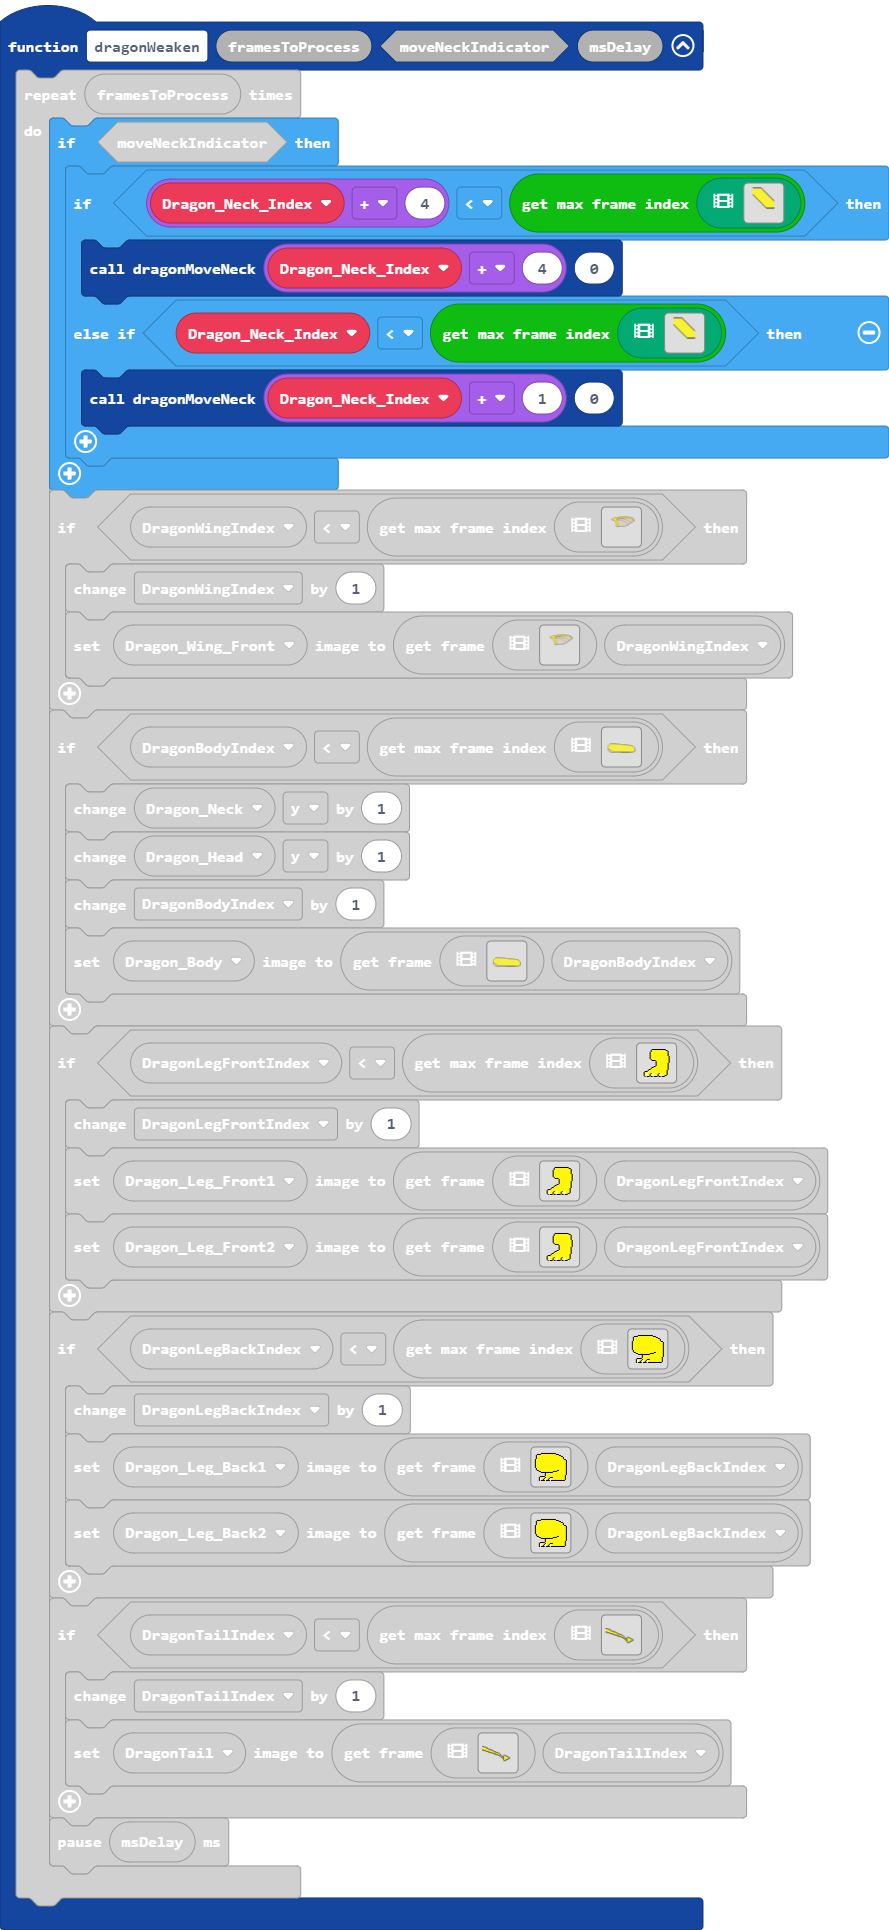 function dragonWeaken framesToProcess moveNeckIndicator msDelay
repeat framesToProcess times
do
if moveNeckIndicator then
if Dragon_Neck_Index + 4 < get max frame index then
call dragonMoveNeck Dragon_Neck_Index + 4 0
else if Dragon_Neck_Index < get max frame index then
call dragonMoveNeck Dragon_Neck_Index + 1 0
if DragonWingIndex < get max frame index then
change DragonWingIndex by 1
set Dragon_Wing_Front image to get frame DragonWingIndex
if DragonBodyIndex < get max frame index then
change Dragon_Neck y by 1
change Dragon_Head y by 1
change DragonBodyIndex by 1
set Dragon_Body image to get frame DragonBodyIndex
if DragonLegFrontIndex < get max frame index then
change DragonLegFrontIndex by 1
set Dragon_Leg_Front1 image to get frame DragonLegFrontIndex
set Dragon_Leg_Front2 image to get frame DragonLegFrontIndex
if DragonLegBackIndex < get max frame index then
change DragonLegBackIndex by 1
set Dragon_Leg_Back1 image to get frame DragonLegBackIndex
set Dragon_Leg_Back2 image to get frame DragonLegBackIndex
if DragonTailIndex < get max frame index then
change DragonTailIndex by 1
set DragonTail image to get frame DragonTailIndex
pause msDelay ms